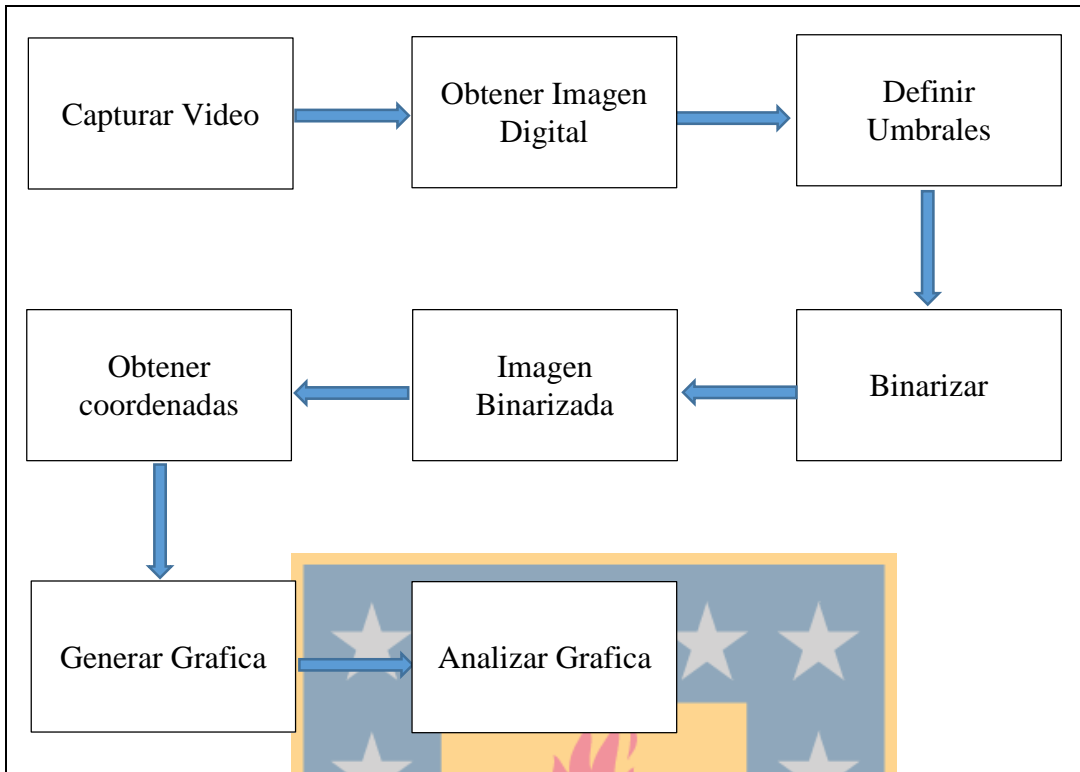 Capturar Video
Obtener Imagen
Digital
Definir
Umbrales
Binarizar
Imagen
Binarizada
Obtener
coordenadas
Generar Grafica
Analizar Grafica